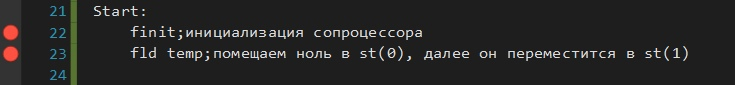 21 Start:
22 finit;инициализация сопроцессора
23 fld temp;помещаем ноль в st(0), далее он переместится в st(1)
24